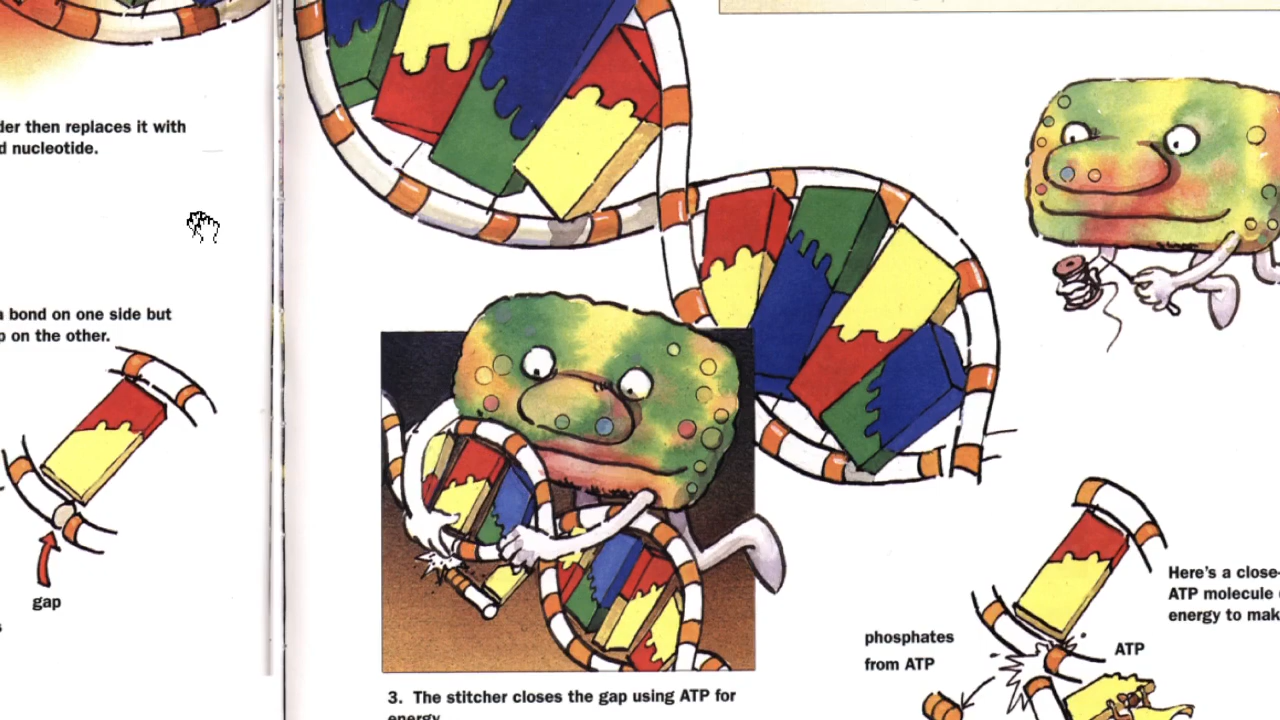 der then replaces it with
d nucleotide.
a bond on one side but
p on the other.
gap
3. The stitcher closes the gap using ATP for
energy
phosphates
from ATP
ATP
Here's a close-
ATP molecule
energy to mak